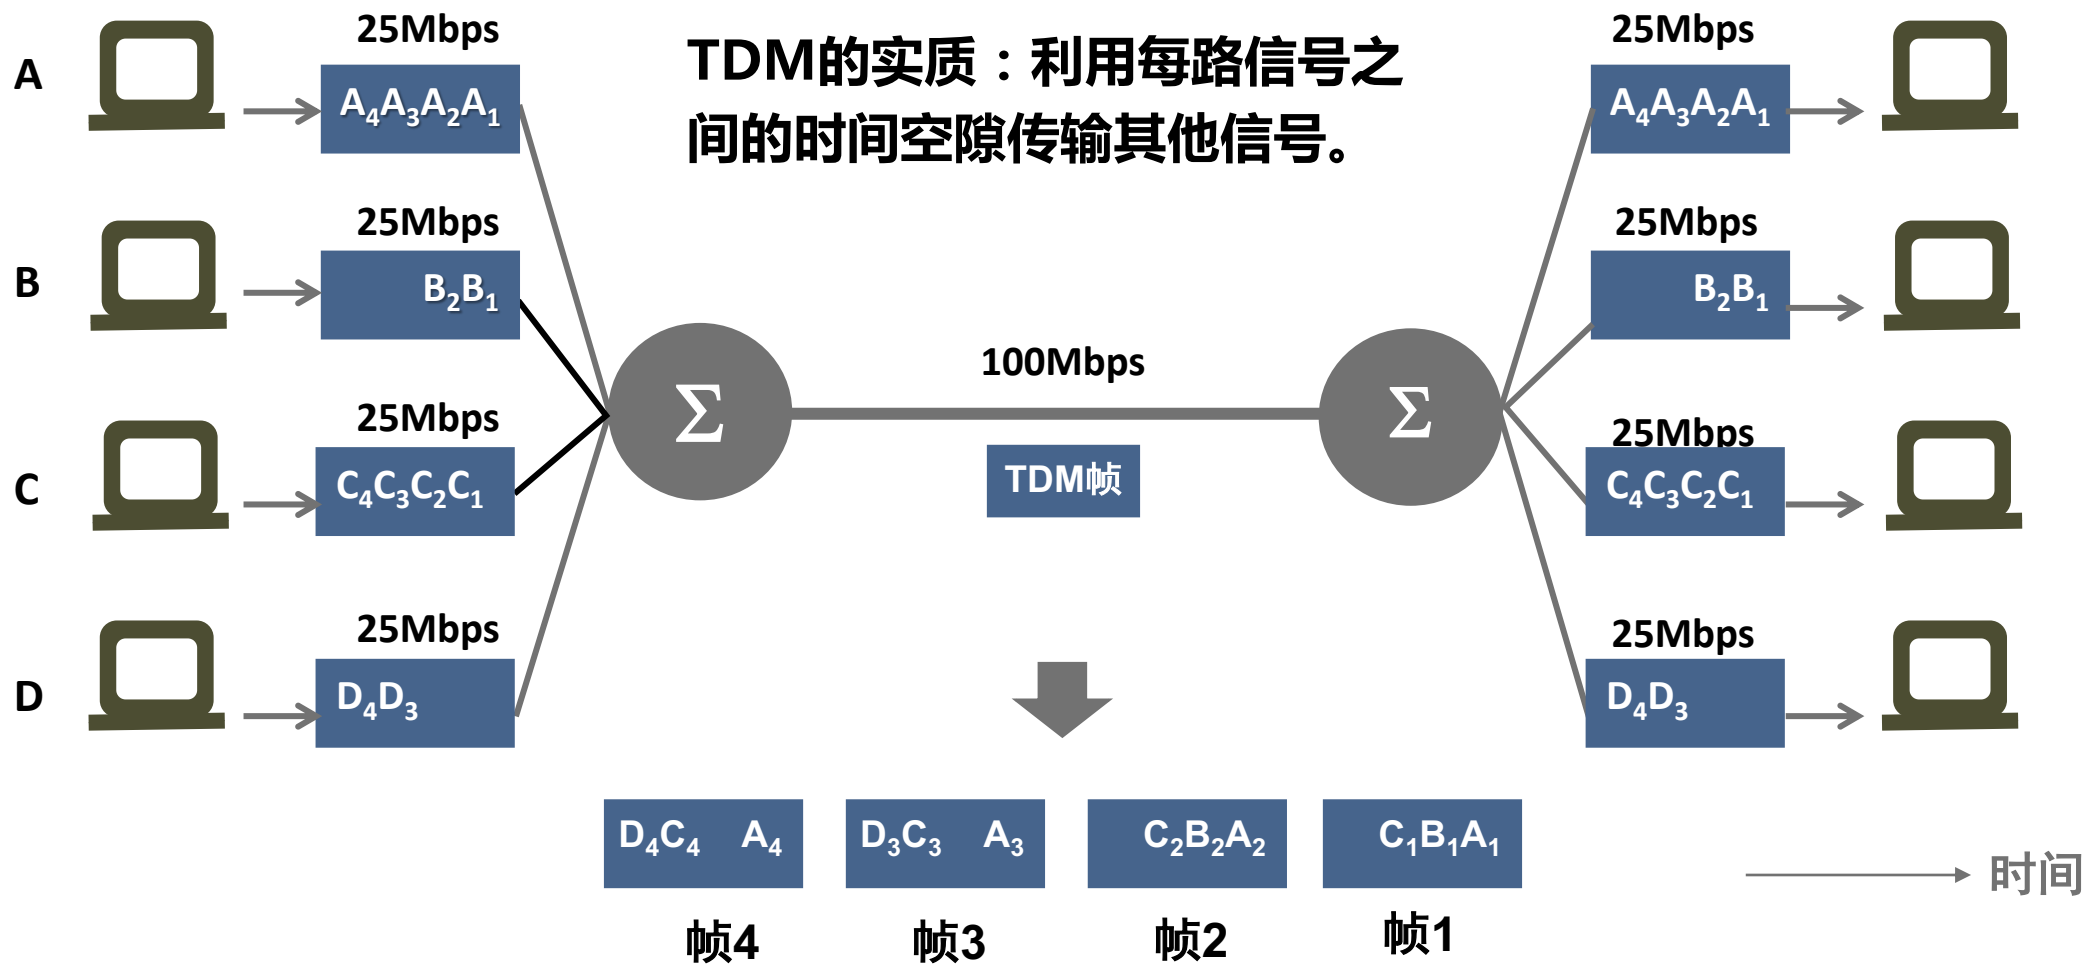 TDM的实质：利用每路信号之
间的时间空隙传输其他信号。
A
25Mbps
A₄A₃A₂A₁
25Mbps
A₄A₃A₂A₁
B
25Mbps
B₂B₁
25Mbps
B₂B₁
Σ
100Mbps
Σ
TDM帧
C
25Mbps
C₄C₃C₂C₁
25Mbps
C₄C₃C₂C₁
D
25Mbps
D₄D₃
25Mbps
D₄D₃
D₄C₄ A₄
D₃C₃ A₃
C₂B₂A₂
C₁B₁A₁
时间
帧4
帧3
帧2
帧1